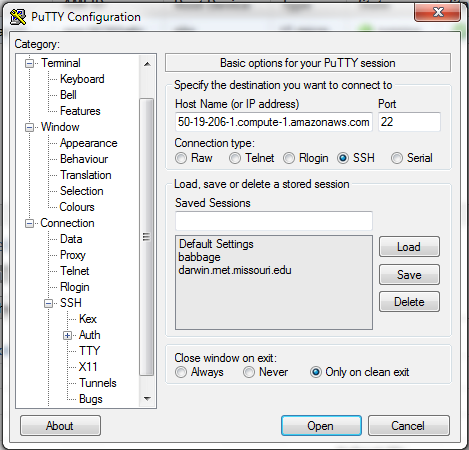 PuTTY Configuration
Category:
Terminal
Keyboard
Bell
Features
Window
Appearance
Behaviour
Translation
Selection
Colours
Connection
Data
Proxy
Telnet
Rlogin
SSH
Kex
Auth
TTY
X11
Tunnels
Bugs
Basic options for your PuTTY session
Specify the destination you want to connect to
Host Name (or IP address) Port
50-19-206-1.compute-1.amazonaws.com 22
Connection type:
Raw Telnet Rlogin SSH Serial
Load, save or delete a stored session
Saved Sessions
Default Settings
babbage
darwin.rnet.missouri.edu
Load
Save
Delete
Close window on exit:
Always Never Only on clean exit
About Open Cancel